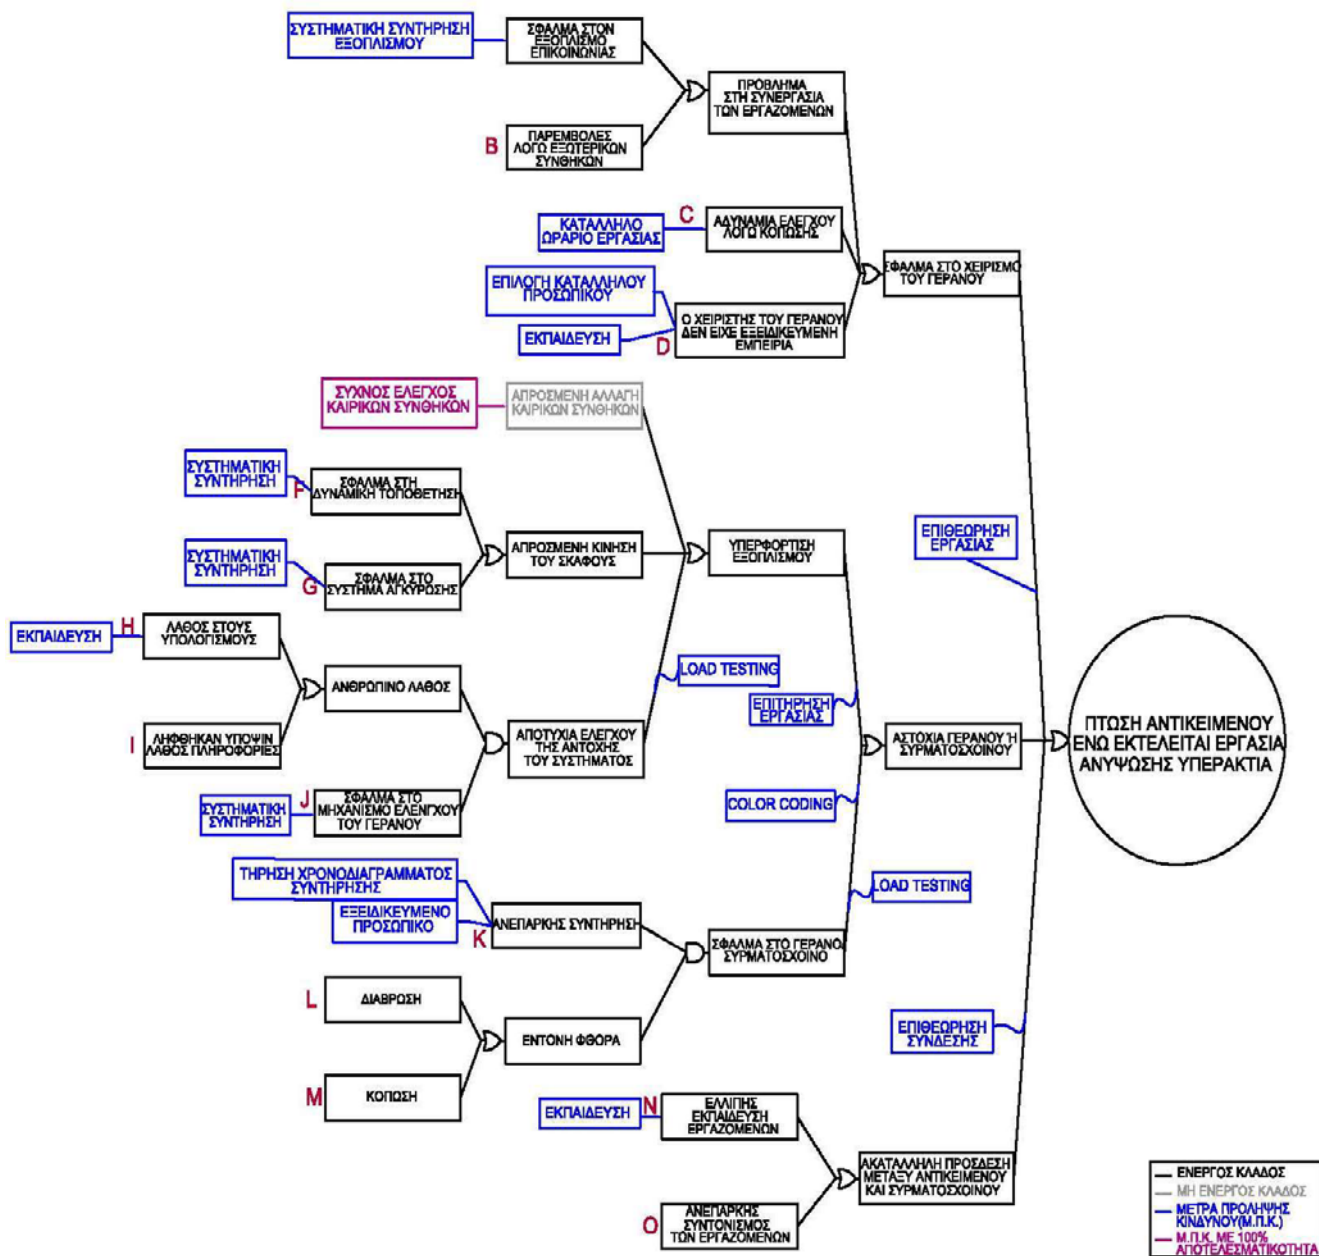 ΣΥΣΤΗΜΑΤΙΚΗ ΣΥΝΤΗΡΗΣΗ
ΕΞΟΠΛΙΣΜΟΥ
ΣΦΑΛΜΑ ΣΤΟΝ
ΕΞΟΠΛΙΣΜΟ
ΕΠΙΚΟΙΝΩΝΙΑΣ
ΠΡΟΒΛΗΜΑ
ΣΤΗ ΣΥΝΕΡΓΑΣΙΑ
ΤΩΝ ΕΡΓΑΖΟΜΕΝΩΝ
B
ΠΑΡΕΜΒΟΛΕΣ
ΛΟΓΩ ΕΞΩΤΕΡΙΚΩΝ
ΣΥΝΘΗΚΩΝ
ΚΑΤΑΛΛΗΛΟ
ΩΡΑΡΙΟ ΕΡΓΑΣΙΑΣ
C
ΑΔΥΝΑΜΙΑ ΕΛΕΓΧΟΥ
ΛΟΓΩ ΚΟΠΩΣΗΣ
ΣΦΑΛΜΑ ΣΤΟ ΧΕΙΡΙΣΜΟ
ΤΟΥ ΓΕΡΑΝΟΥ
ΕΠΙΛΟΓΗ ΚΑΤΑΛΛΗΛΟΥ
ΠΡΟΣΩΠΙΚΟΥ
ΕΚΠΑΙΔΕΥΣΗ
D
Ο ΧΕΙΡΙΣΤΗΣ ΤΟΥ ΓΕΡΑΝΟΥ
ΔΕΝ ΕΙΧΕ ΕΞΕΙΔΙΚΕΥΜΕΝΗ
ΕΜΠΕΙΡΙΑ
ΣΥΧΝΟΣ ΕΛΕΓΧΟΣ
ΚΑΙΡΙΚΩΝ ΣΥΝΘΗΚΩΝ
ΑΠΡΟΣΜΕΝΗ ΑΛΛΑΓΗ
ΚΑΙΡΙΚΩΝ ΣΥΝΘΗΚΩΝ
ΣΥΣΤΗΜΑΤΙΚΗ
ΣΥΝΤΗΡΗΣΗ
F
ΣΦΑΛΜΑ ΣΤΗ
ΔΥΝΑΜΙΚΗ ΤΟΠΟΘΕΤΗΣΗ
ΣΥΣΤΗΜΑΤΙΚΗ
ΣΥΝΤΗΡΗΣΗ
G
ΣΦΑΛΜΑ ΣΤΟ
ΣΥΣΤΗΜΑ ΑΓΚΥΡΩΣΗΣ
ΑΠΡΟΣΜΕΝΗ ΚΙΝΗΣΗ
ΤΟΥ ΣΚΑΦΟΥΣ
ΥΠΕΡΦΟΡΤΙΣΗ
ΕΞΟΠΛΙΣΜΟΥ
ΕΠΙΘΕΩΡΗΣΗ
ΕΡΓΑΣΙΑΣ
ΕΚΠΑΙΔΕΥΣΗ
H
ΛΑΘΟΣ ΣΤΟΥΣ
ΥΠΟΛΟΓΙΣΜΟΥΣ
ΑΝΘΡΩΠΙΝΟ ΛΑΘΟΣ
I
ΛΗΦΘΗΚΑΝ ΥΠΟΨΙΝ
ΛΑΘΟΣ ΠΛΗΡΟΦΟΡΙΕΣ
ΣΥΣΤΗΜΑΤΙΚΗ
ΣΥΝΤΗΡΗΣΗ
J
ΣΦΑΛΜΑ ΣΤΟ
ΜΗΧΑΝΙΣΜΟ ΕΛΕΝΓΧΟΥ
ΤΟΥ ΓΕΡΑΝΟΥ
ΑΠΟΤΥΧΙΑ ΕΛΕΓΧΟΥ
ΤΗΣ ΑΝΤΟΧΗΣ
ΤΟΥ ΣΥΣΤΗΜΑΤΟΣ
LOAD TESTING
ΕΠΙΤΗΡΗΣΗ
ΕΡΓΑΣΙΑΣ
ΑΣΤΟΧΙΑ ΓΕΡΑΝΟΥ Ή
ΣΥΡΜΑΤΟΣΧΟΙΝΟΥ
ΠΤΩΣΗ ΑΝΤΙΚΕΙΜΕΝΟΥ
ΕΝΩ ΕΚΤΕΛΕΙΤΑΙ ΕΡΓΑΣΙΑ
ΑΝΥΨΩΣΗΣ ΥΠΕΡΑΚΤΙΑ
COLOR CODING
LOAD TESTING
ΤΗΡΗΣΗ ΧΡΟΝΟΔΙΑΓΡΑΜΜΑΤΟΣ
ΣΥΝΤΗΡΗΣΗΣ
ΕΞΕΙΔΙΚΕΥΜΕΝΟ
ΠΡΟΣΩΠΙΚΟ
K
ΑΝΕΠΑΡΚΗΣ ΣΥΝΤΗΡΗΣΗ
ΣΦΑΛΜΑ ΣΤΟ ΓΕΡΑΝΟ
ΣΥΡΜΑΤΟΣΧΟΙΝΟ
L
ΔΙΑΒΡΩΣΗ
ΕΝΤΟΝΗ ΦΘΟΡΑ
M
ΚΟΠΩΣΗ
ΕΠΙΘΕΩΡΗΣΗ
ΣΥΝΔΕΣΗΣ
ΕΚΠΑΙΔΕΥΣΗ
N
ΕΛΛΙΠΗΣ
ΕΚΠΑΙΔΕΥΣΗ
ΕΡΓΑΖΟΜΕΝΩΝ
ΑΚΑΤΑΛΛΗΛΗ ΠΡΟΣΔΕΣΗ
ΜΕΤΑΞΥ ΑΝΤΙΚΕΙΜΕΝΟΥ
ΚΑΙ ΣΥΡΜΑΤΟΣΧΟΙΝΟΥ
O
ΑΝΕΠΑΡΚΗΣ
ΣΥΝΤΟΝΙΣΜΟΣ
ΤΩΝ ΕΡΓΑΖΟΜΕΝΩΝ
ΕΝΕΡΓΟΣ ΚΛΑΔΟΣ
ΜΗ ΕΝΕΡΓΟΣ ΚΛΑΔΟΣ
ΜΕΤΡΑ ΠΡΟΛΗΨΗΣ
ΚΙΝΔΥΝΟΥ(Μ.Π.Κ.)
Μ.Π.Κ. ΜΕ 100%
ΑΠΟΤΕΛΕΣΜΑΤΙΚΟΤΗΤΑ